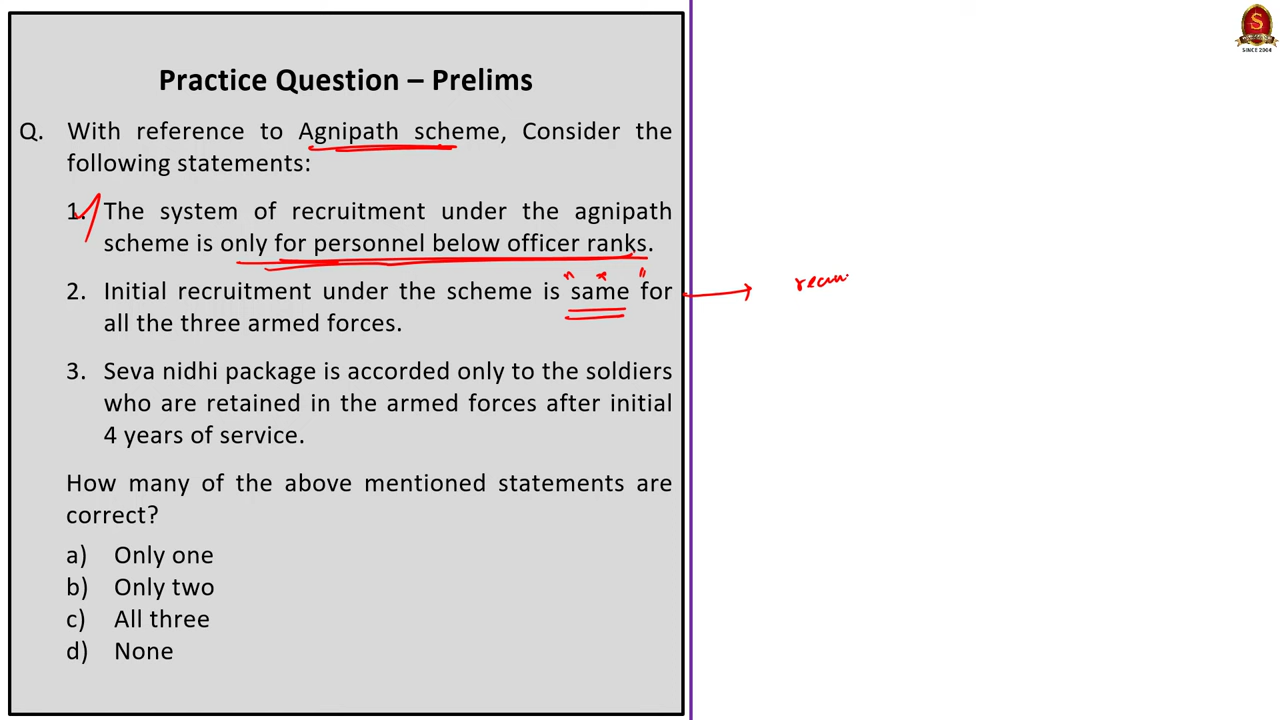 Practice Question – Prelims
Q. With reference to Agnipath scheme, Consider the
following statements:
1. The system of recruitment under the agnipath
scheme is only for personnel below officer ranks.
2. Initial recruitment under the scheme is same for
all the three armed forces.
3. Seva nidhi package is accorded only to the soldiers
who are retained in the armed forces after initial
4 years of service.
How many of the above mentioned statements are
correct?
a) Only one
b) Only two
c) All three
d) None
S
SINCE 2004